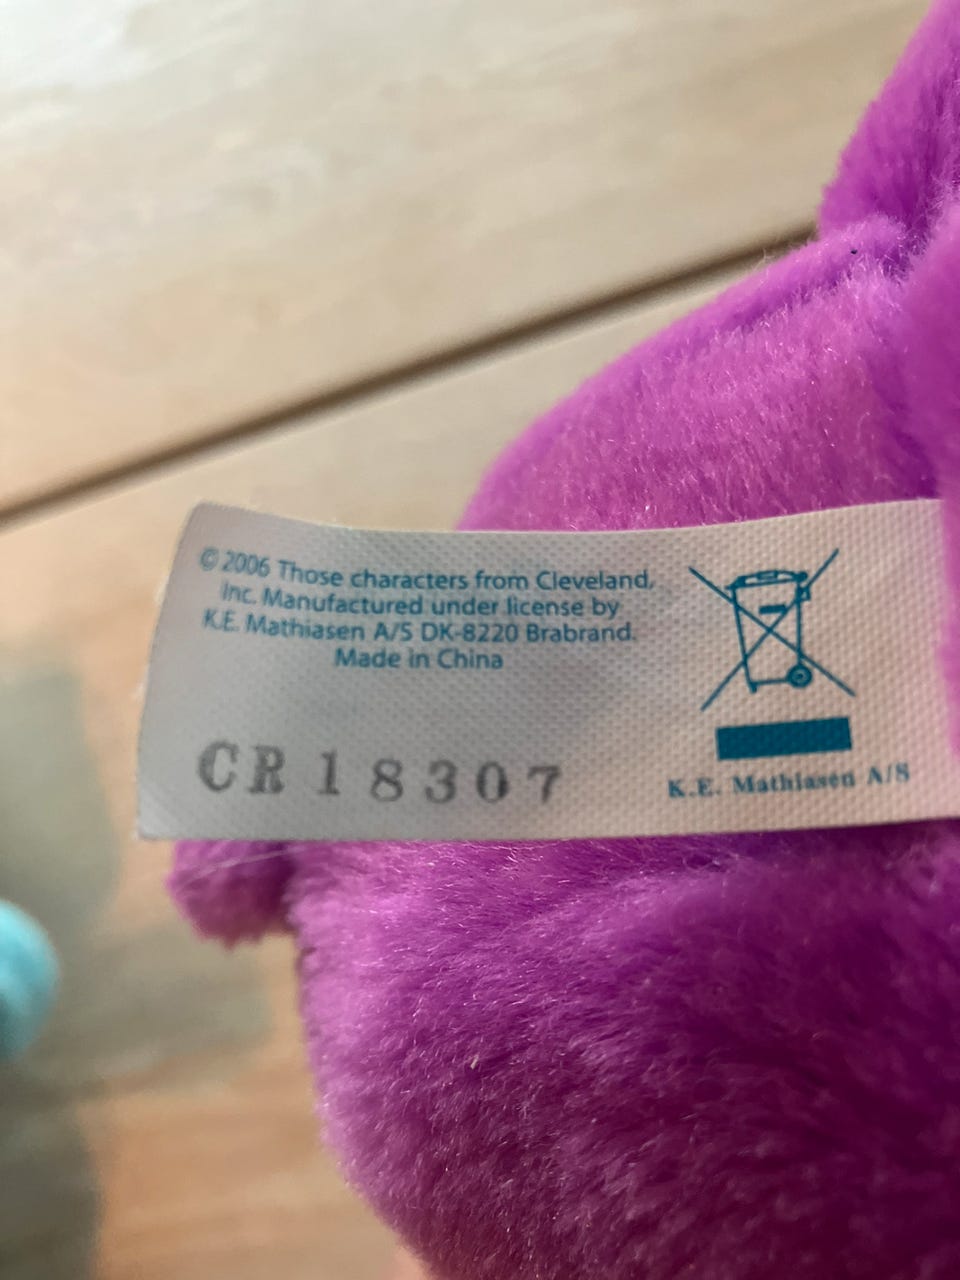 © 2006 Those characters from Cleveland,
Inc. Manufactured under license by
K.E. Mathiasen A/S DK-8220 Brabrand.
Made in China
CR 18307
K.E. Mathiasen A/S